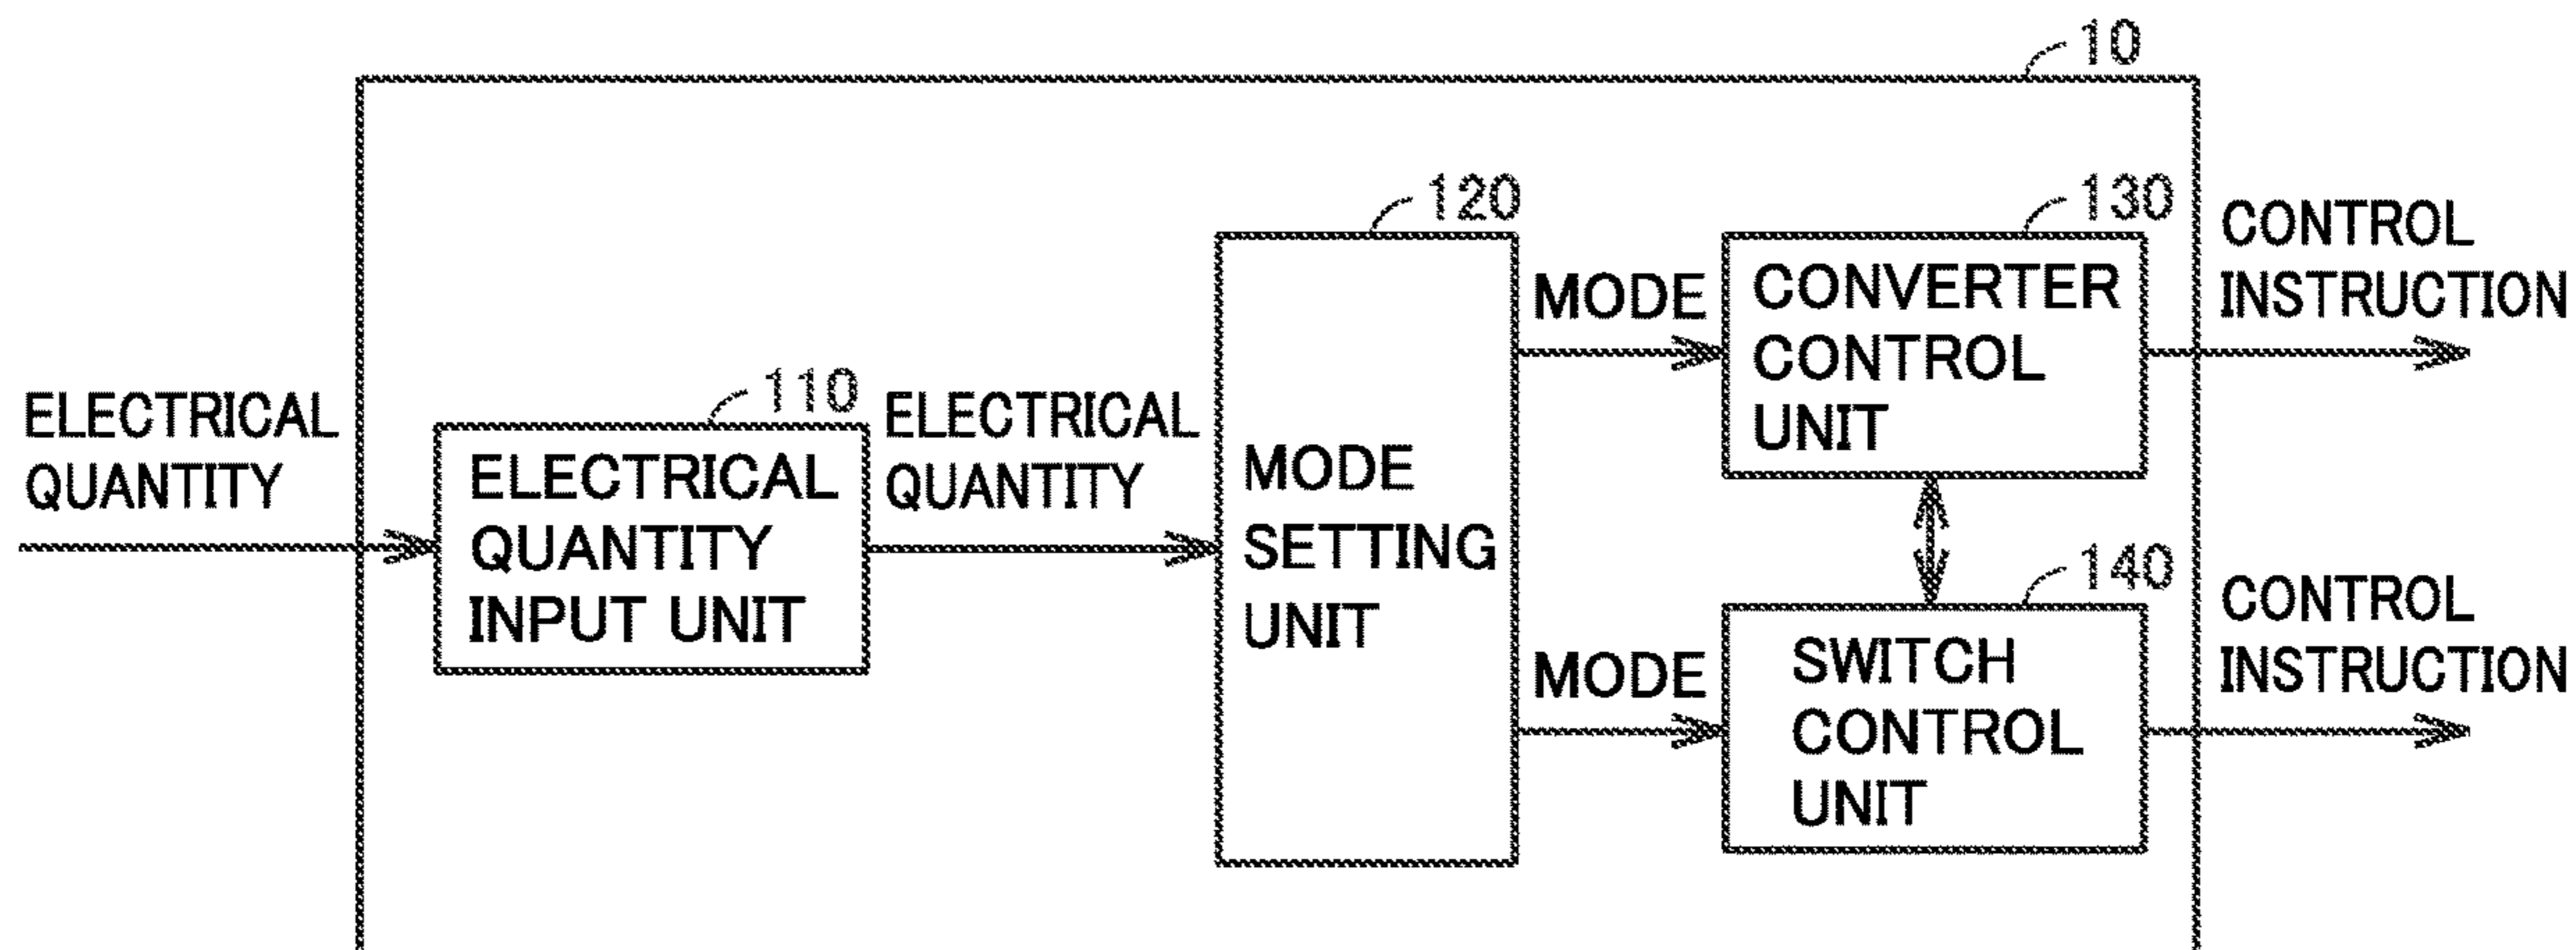 10
120
130
CONTROL
INSTRUCTION
MODE
CONVERTER
CONTROL
UNIT
110
ELECTRICAL
QUANTITY
ELECTRICAL
QUANTITY
INPUT UNIT
ELECTRICAL
QUANTITY
MODE
SETTING
UNIT
140
CONTROL
INSTRUCTION
MODE
SWITCH
CONTROL
UNIT